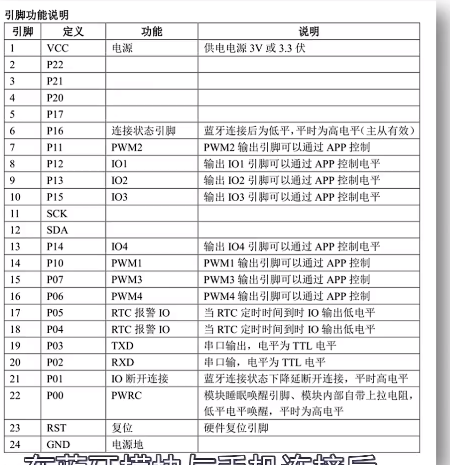 引脚功能说明
引脚 定义 功能 说明
1 VCC 电源 供电电源 3V 或 3.3 伏
2 P22
3 P21
4 P20
5 P17
6 P16 连接状态引脚 蓝牙连接后为低平，平时为高电平（主从有效）
7 P11 PWM2 PWM2 输出引脚可以通过 APP 控制
8 P12 IO1 输出 IO1 引脚可以通过 APP 控制电平
9 P13 IO2 输出 IO2 引脚可以通过 APP 控制电平
10 P15 IO3 输出 IO3 引脚可以通过 APP 控制电平
11 SCK
12 SDA
13 P14 IO4 输出 IO4 引脚可以通过 APP 控制电平
14 P10 PWM1 PWM1 输出引脚可以通过 APP 控制
15 P07 PWM3 PWM3 输出引脚可以通过 APP 控制
16 P06 PWM4 PWM4 输出引脚可以通过 APP 控制
17 P05 RTC 报警 IO 当 RTC 定时时间到时 IO 输出低电平
18 P04 RTC 报警 IO 当 RTC 定时时间到时 IO 输出低电平
19 P03 TXD 串口输出，电平为 TTL 电平
20 P02 RXD 串口输，电平为 TTL 电平
21 P01 IO 断开连接 蓝牙连接状态下降延断开连接，平时高电平
22 P00 PWRC 模块睡眠唤醒引脚、模块内部自带上拉电阻，
低电平唤醒，平时为高电平
23 RST 复位 硬件复位引脚
24 GND 电源地
在蓝牙模块与手机连接后